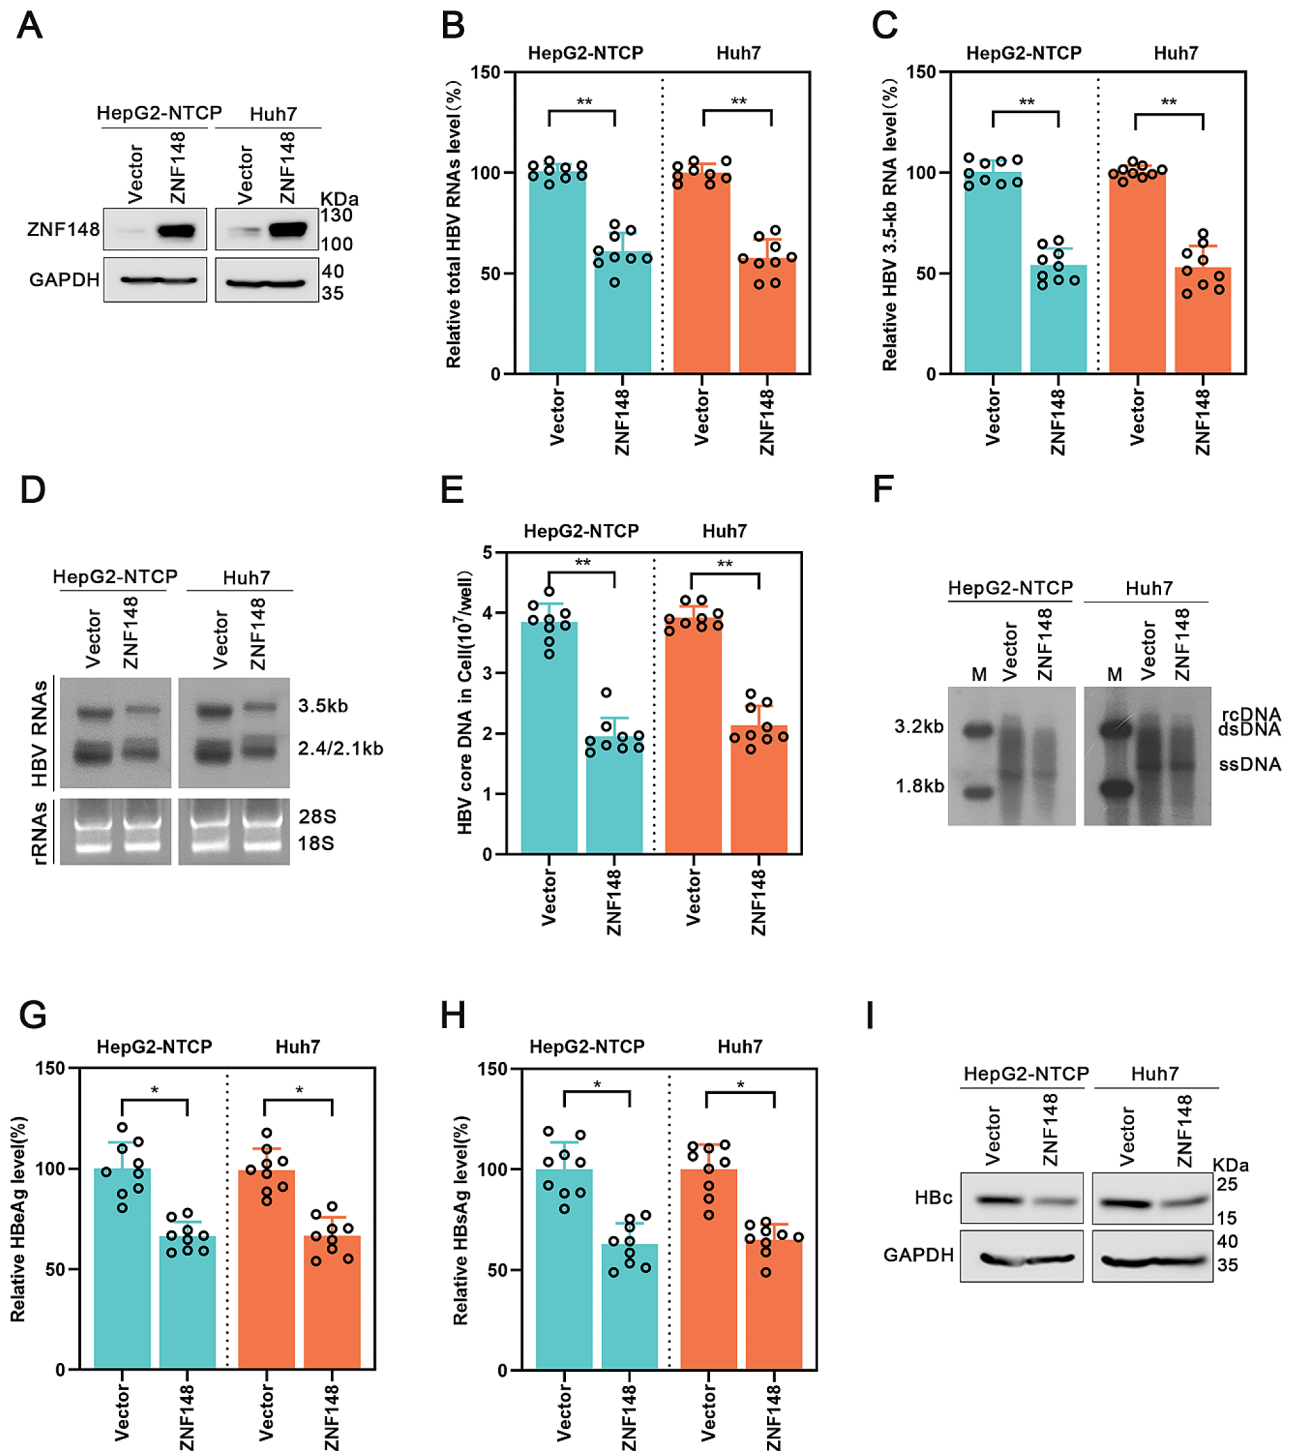 A
HepG2-NTCP Huh7
Vector ZNF148 Vector ZNF148
KDa
ZNF148
130
100
GAPDH
40
35
B
HepG2-NTCP Huh7
Relative total HBV RNAs level(%)
150
100
50
0
** **
Vector ZNF148 Vector ZNF148
C
HepG2-NTCP Huh7
Relative HBV 3.5-kb RNA level(%)
150
100
50
0
** **
Vector ZNF148 Vector ZNF148
D
HepG2-NTCP Huh7
Vector ZNF148 Vector ZNF148
HBV RNAs
3.5kb
2.4/2.1kb
rRNAs
28S
18S
E
HepG2-NTCP Huh7
HBV core DNA in Cell(10⁷/well)
5
4
3
2
1
0
** **
Vector ZNF148 Vector ZNF148
F
HepG2-NTCP Huh7
M Vector ZNF148 M Vector ZNF148
3.2kb
1.8kb
rcDNA
dsDNA
ssDNA
G
HepG2-NTCP Huh7
Relative HBeAg level(%)
150
100
50
0
* *
Vector ZNF148 Vector ZNF148
H
HepG2-NTCP Huh7
Relative HBsAg level(%)
150
100
50
0
* *
Vector ZNF148 Vector ZNF148
I
HepG2-NTCP Huh7
Vector ZNF148 Vector ZNF148
KDa
HBc
25
15
GAPDH
40
35